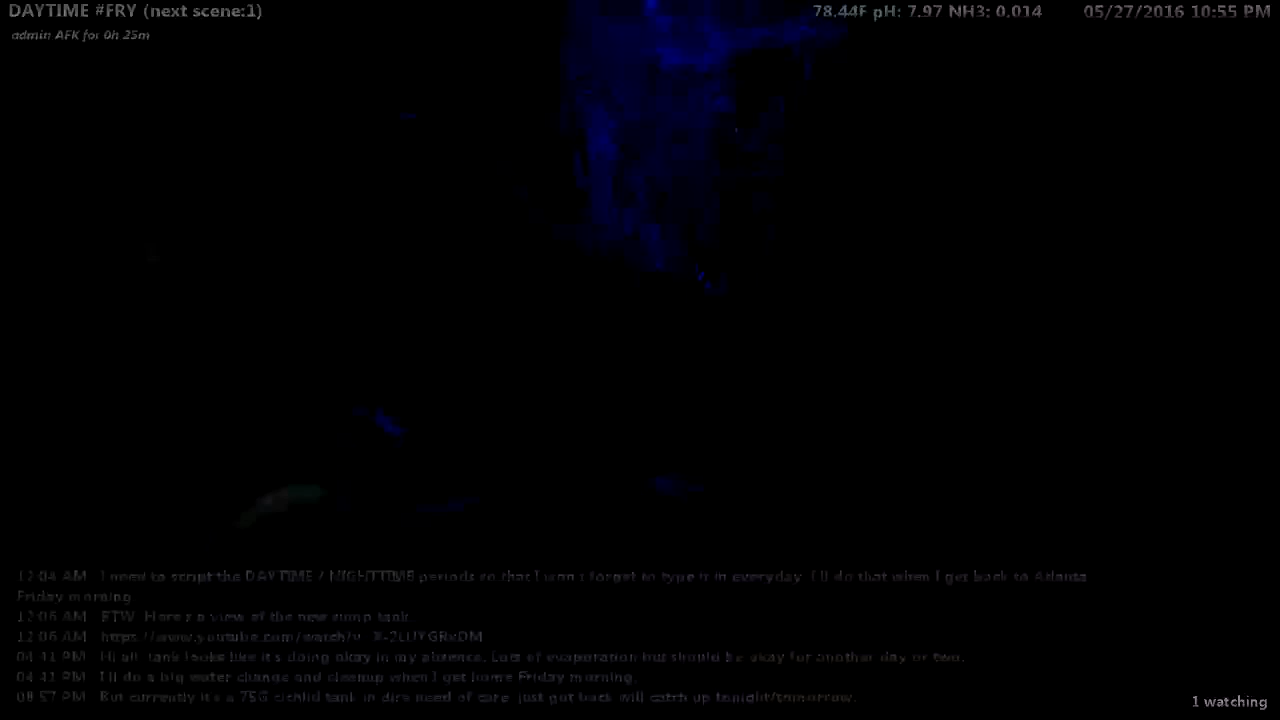 DAYTIME #FRY (next scene:1)
78.44F pH: 7.97 NH3: 0.014
05/27/2016 10:55 PM
admin AFK for 0h 25m
12:04 AM I need to script the DAYTIME / NIGHTTIME periods so that I won't forget to type it in everyday. I'll do that when I get back to Atlanta
Friday morning.
12:06 AM BTW. Here's a view of the new sump tank.
12:06 AM https://www.youtube.com/watch?v
04:41 PM Hi all, tank looks like it's doing okay in my absence. Lots of evaporation but should be okay for another day or two.
04:41 PM I'll do a big water change and cleanup when I get home Friday morning.
08:57 PM But currently it's a 75G cichlid tank in dire need of care. just got back will catch up tonight/tomorrow.
1 watching